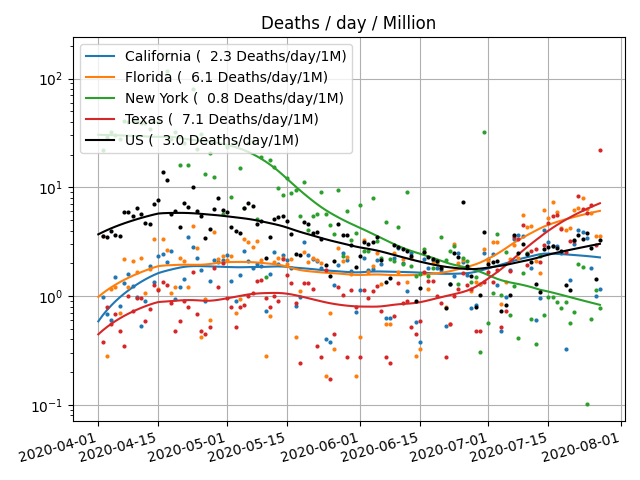 Deaths / day / Million
California (  2.3 Deaths/day/1M)
Florida (  6.1 Deaths/day/1M)
New York (  0.8 Deaths/day/1M)
Texas (  7.1 Deaths/day/1M)
US (  3.0 Deaths/day/1M)
10²
10¹
10⁰
10⁻¹
2020-04-01
2020-04-15
2020-05-01
2020-05-15
2020-06-01
2020-06-15
2020-07-01
2020-07-15
2020-08-01